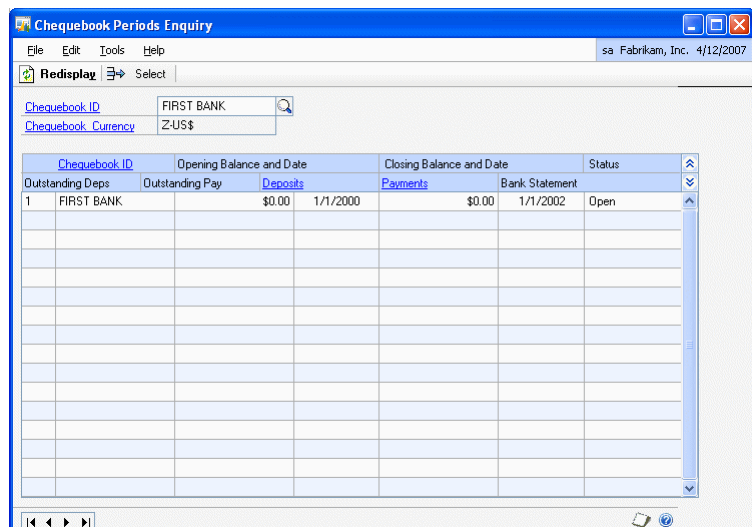 Chequebook Periods Enquiry
File Edit Tools Help sa Fabrikam, Inc. 4/12/2007
Redisplay Select
Chequebook ID FIRST BANK
Chequebook Currency Z-US$
Chequebook ID Opening Balance and Date Closing Balance and Date Status
Outstanding Deps Outstanding Pay Deposits Payments Bank Statement
1 FIRST BANK $0.00 1/1/2000 $0.00 1/1/2002 Open